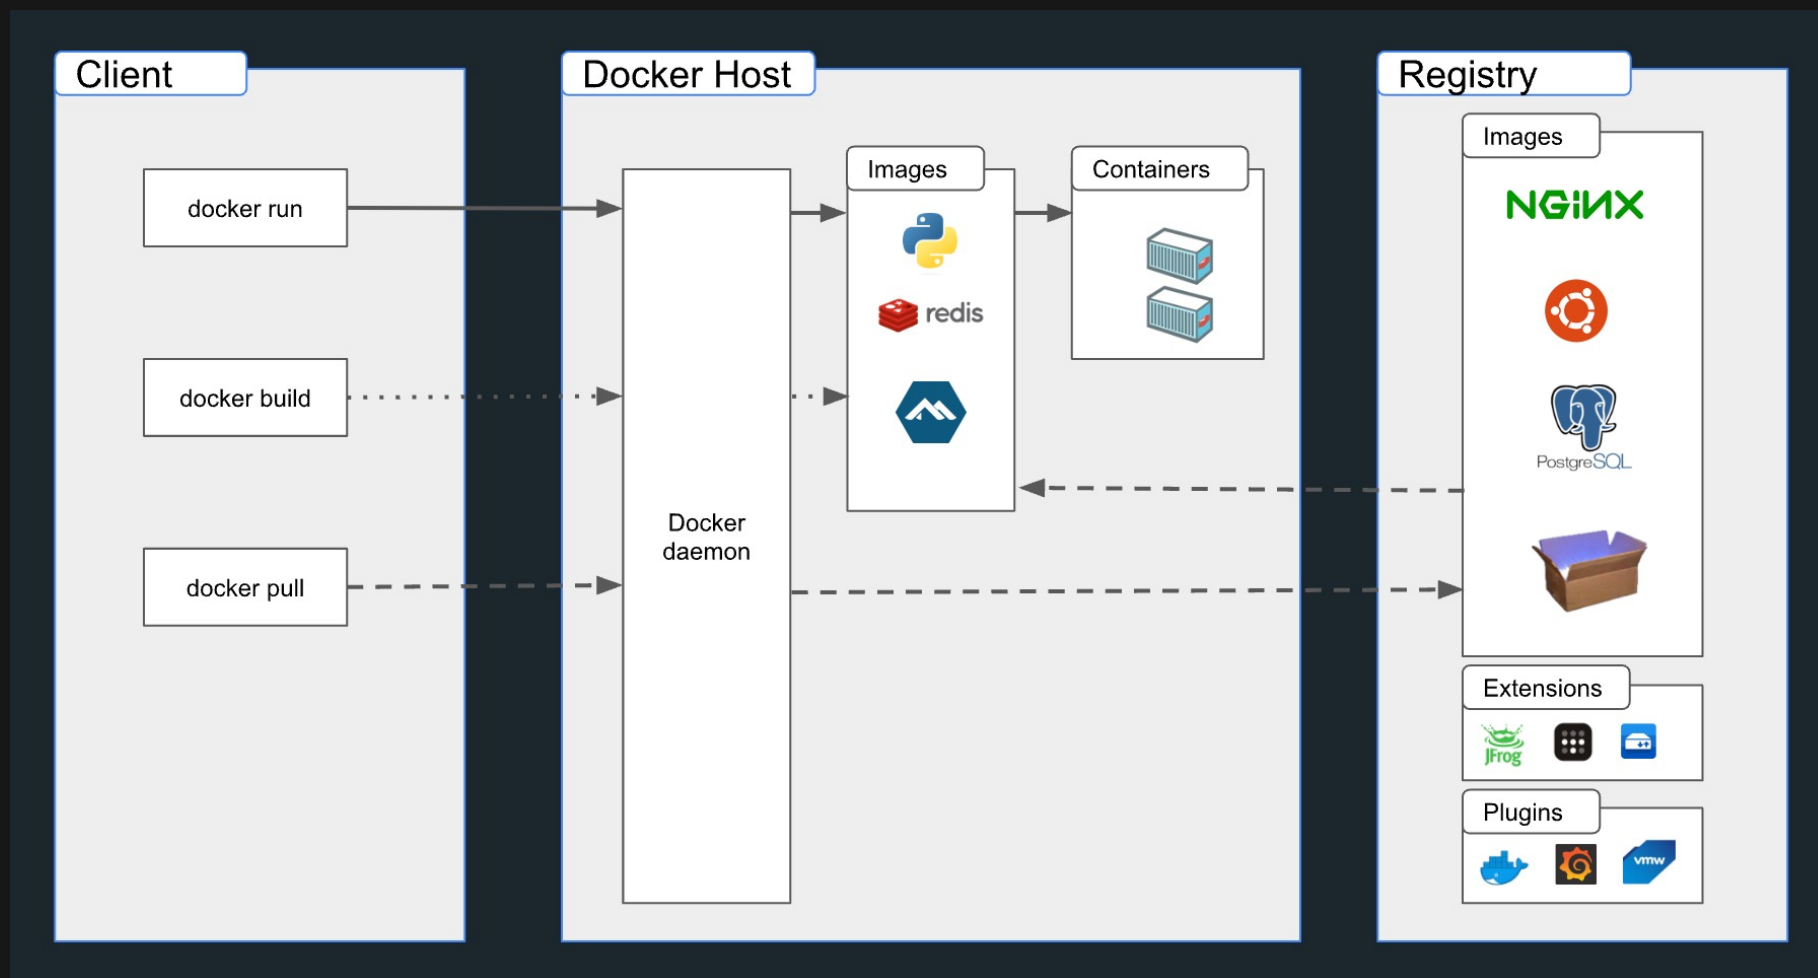 Client
docker run
docker build
docker pull
Docker Host
Docker
daemon
Images
redis
Containers
Registry
Images
NGINX
PostgreSQL
Extensions
JFrog
Plugins
vmw